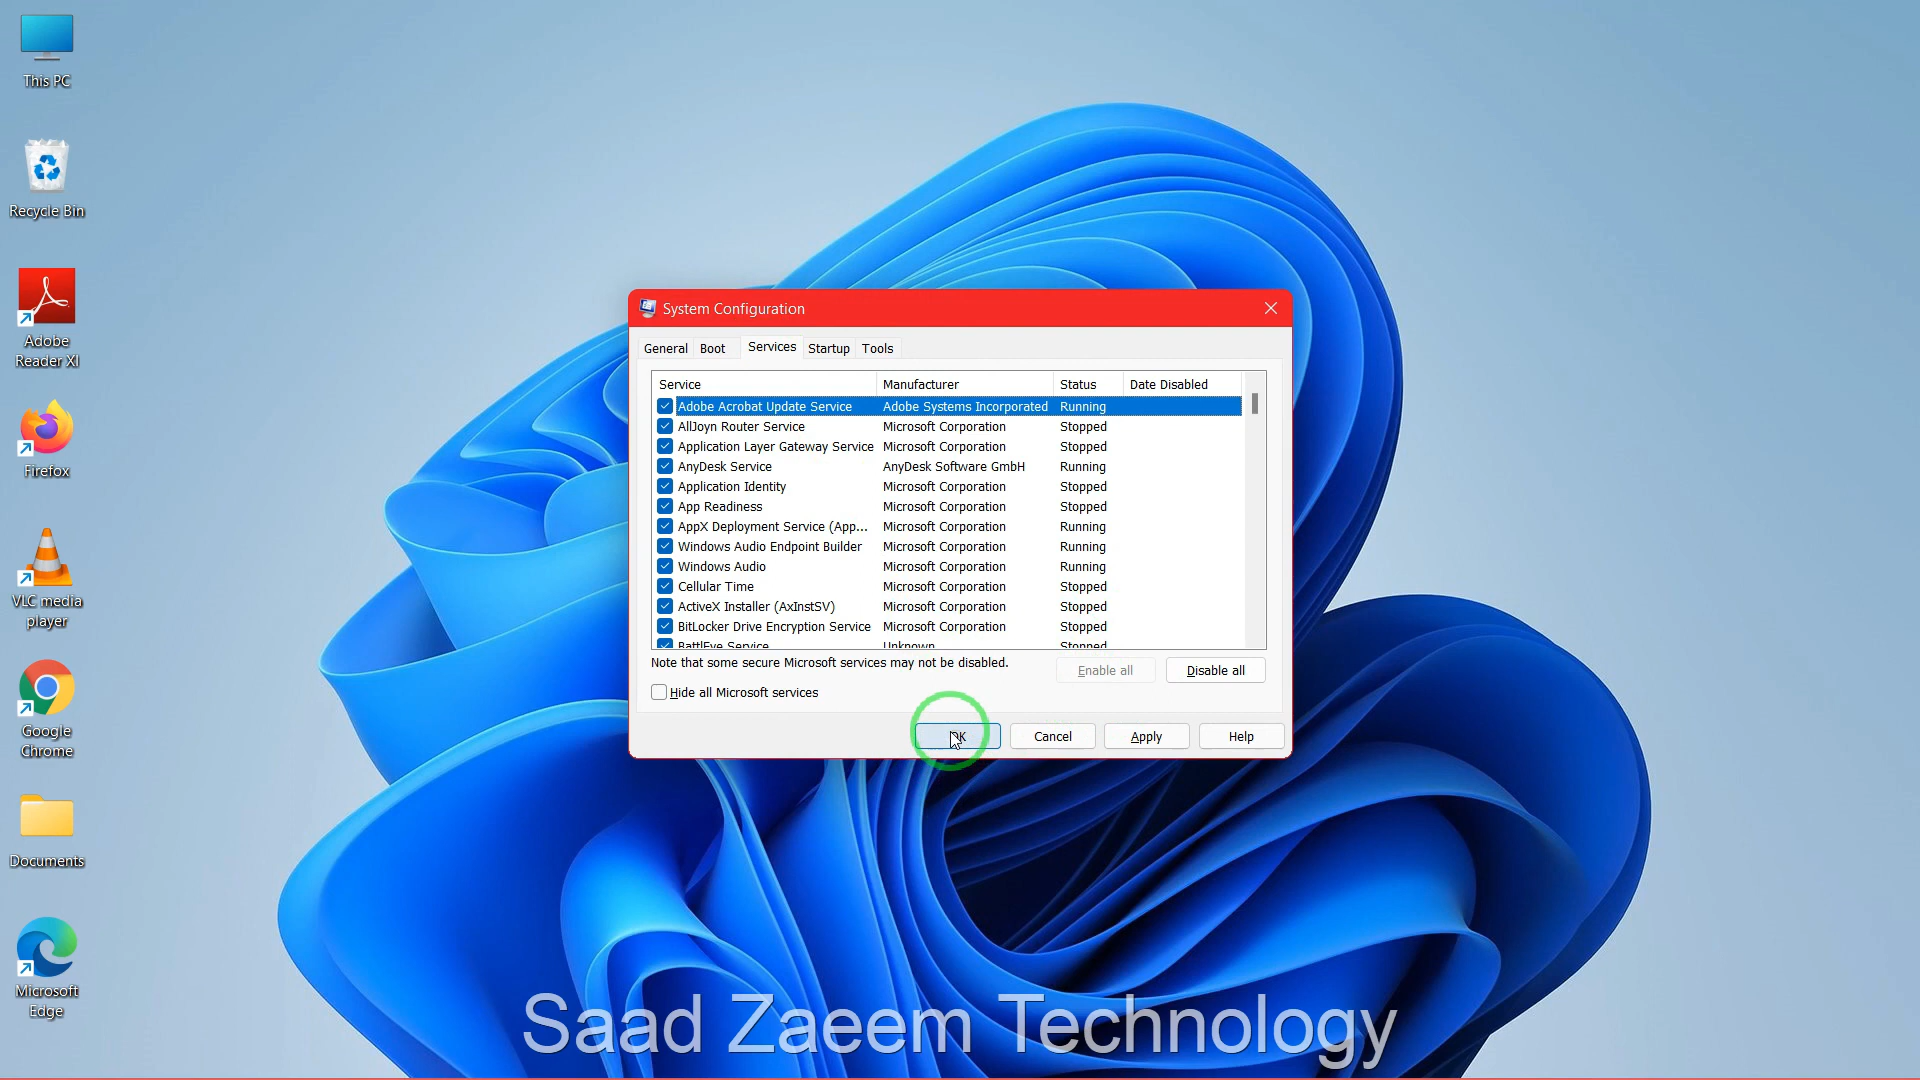 This PC
Recycle Bin
Adobe
Reader XI
Firefox
VLC media
player
Google
Chrome
Documents
Microsoft
Edge
System Configuration
General Boot Services Startup Tools
Service Manufacturer Status Date Disabled
Adobe Acrobat Update Service Adobe Systems Incorporated Running
AllJoyn Router Service Microsoft Corporation Stopped
Application Layer Gateway Service Microsoft Corporation Stopped
AnyDesk Service AnyDesk Software GmbH Running
Application Identity Microsoft Corporation Stopped
App Readiness Microsoft Corporation Stopped
AppX Deployment Service (App... Microsoft Corporation Running
Windows Audio Endpoint Builder Microsoft Corporation Running
Windows Audio Microsoft Corporation Running
Cellular Time Microsoft Corporation Stopped
ActiveX Installer (AxInstSV) Microsoft Corporation Stopped
BitLocker Drive Encryption Service Microsoft Corporation Stopped
BattlEye Service Unknown Stopped
Note that some secure Microsoft services may not be disabled.
Enable all Disable all
Hide all Microsoft services
OK Cancel Apply Help
Saad Zaeem Technology